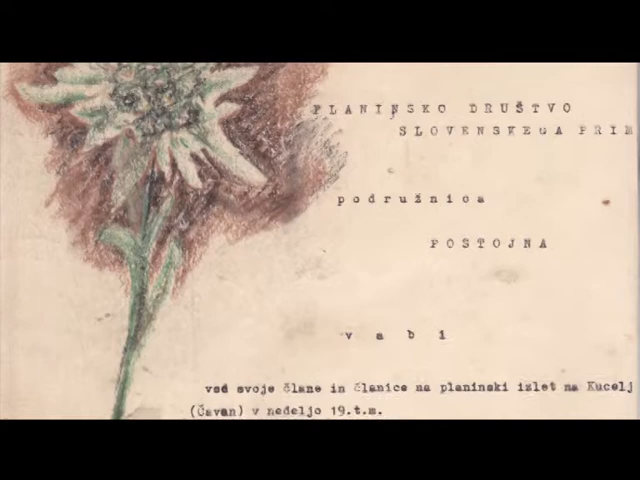 PLANINSKO DRUŠTVO
SLOVENSKEGA PRIM
podružnica
POSTOJNA
vabi
vse svoje člane in članice na planinski izlet na Kucelj
(Čavan) v nedeljo 19.t.m.